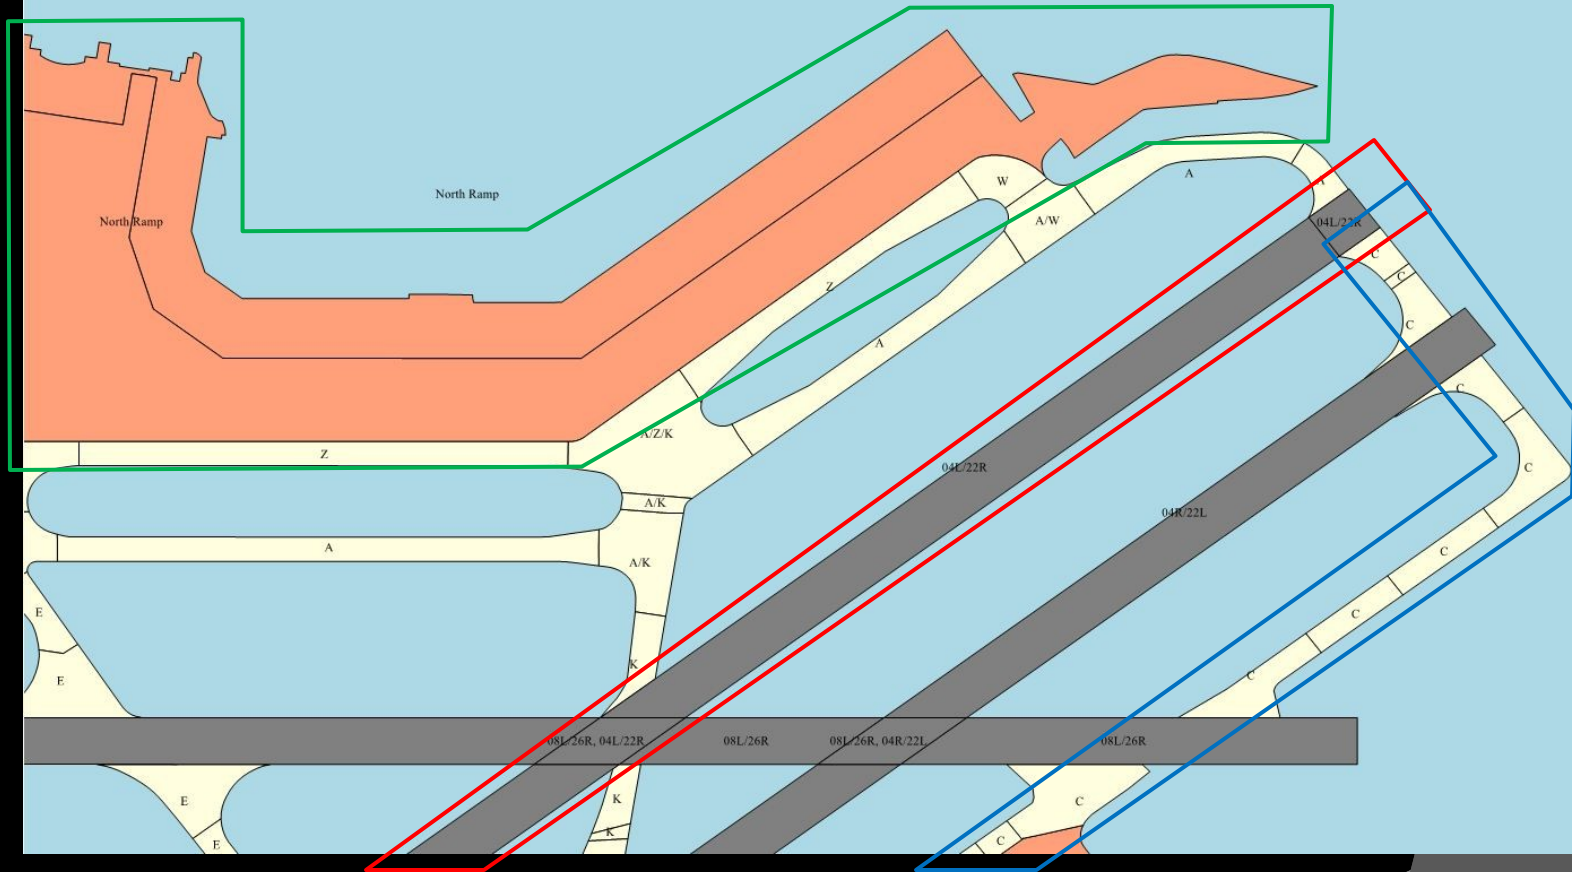 A
W
North Ramp
A/W
North Ramp
A
04L/22R
C
C
Z
C
A
C
A/Z/K
Z
04L/22R
C
A/K
04R/22L
A
C
A/K
E
C
K
C
E
08L/26R, 04L/22R
08L/26R
08L/26R, 04R/22L
08L/26R
E
K
C
K
C
E